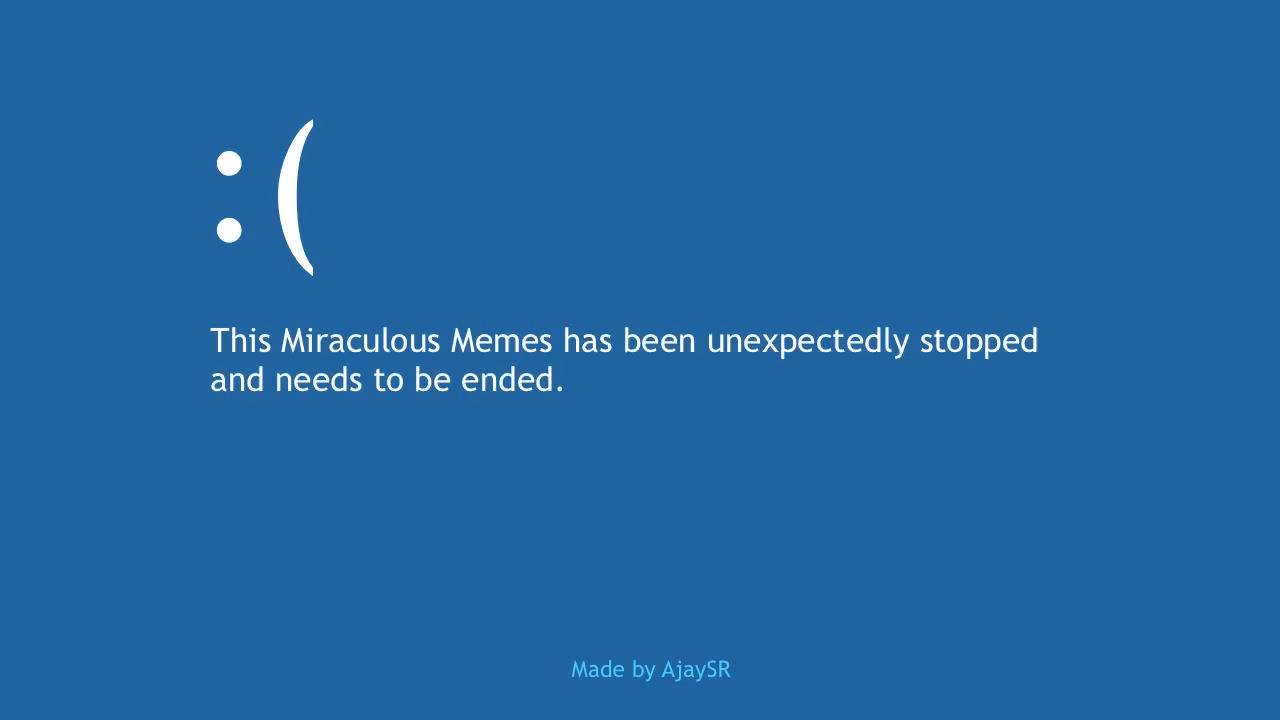 :(
This Miraculous Memes has been unexpectedly stopped
and needs to be ended.
Made by AjaySR